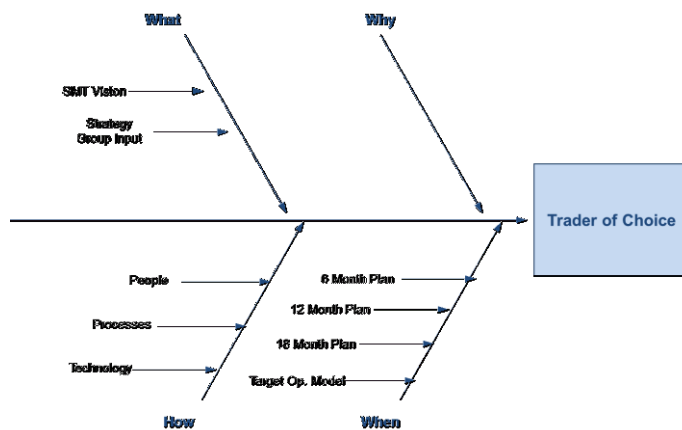 What
Why
SMT Vision
Strategy
Group Input
Trader of Choice
People
6 Month Plan
12 Month Plan
Processes
18 Month Plan
Technology
Target Op. Model
How
When